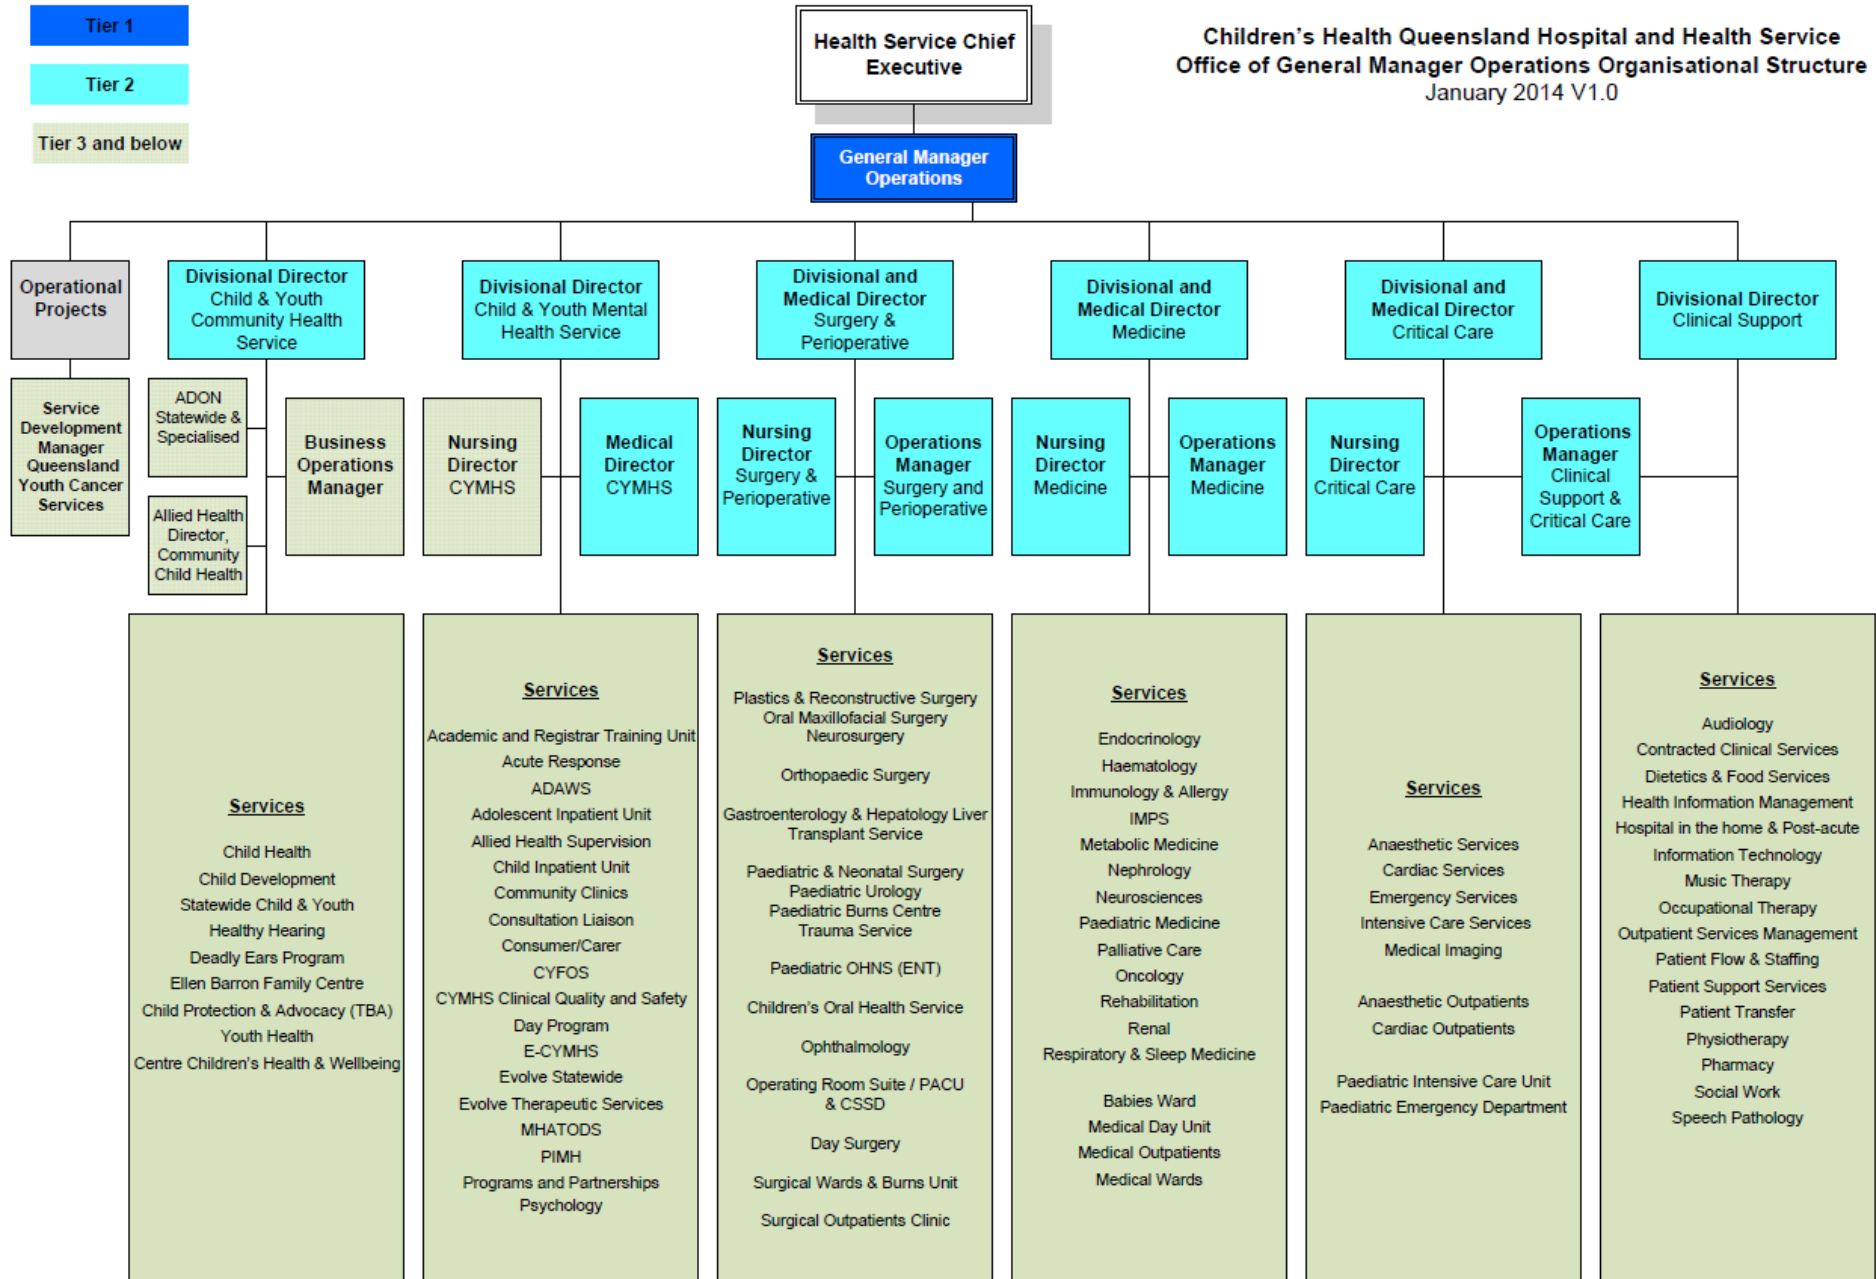 Tier 1
Tier 2
Tier 3 and below
Health Service Chief
Executive
Children's Health Queensland Hospital and Health Service
Office of General Manager Operations Organisational Structure
January 2014 V1.0
General Manager
Operations
Operational
Projects
Divisional Director
Child & Youth
Community Health
Service
Divisional Director
Child & Youth Mental
Health Service
Divisional and
Medical Director
Surgery &
Perioperative
Divisional and
Medical Director
Medicine
Divisional and
Medical Director
Critical Care
Divisional Director
Clinical Support
Service
Development
Manager
Queensland
Youth Cancer
Services
ADON
Statewide &
Specialised
Allied Health
Director,
Community
Child Health
Business
Operations
Manager
Nursing
Director
CYMHS
Medical
Director
CYMHS
Nursing
Director
Surgery &
Perioperative
Operations
Manager
Surgery and
Perioperative
Nursing
Director
Medicine
Operations
Manager
Medicine
Nursing
Director
Critical Care
Operations
Manager
Clinical
Support &
Critical Care
Services
Child Health
Child Development
Statewide Child & Youth
Healthy Hearing
Deadly Ears Program
Ellen Barron Family Centre
Child Protection & Advocacy (TBA)
Youth Health
Centre Children's Health & Wellbeing
Services
Academic and Registrar Training Unit
Acute Response
ADAWS
Adolescent Inpatient Unit
Allied Health Supervision
Child Inpatient Unit
Community Clinics
Consultation Liaison
Consumer/Carer
CYFOS
CYMHS Clinical Quality and Safety
Day Program
E-CYMHS
Evolve Statewide
Evolve Therapeutic Services
MHATODS
PIMH
Programs and Partnerships
Psychology
Services
Plastics & Reconstructive Surgery
Oral Maxillofacial Surgery
Neurosurgery
Orthopaedic Surgery
Gastroenterology & Hepatology Liver
Transplant Service
Paediatric & Neonatal Surgery
Paediatric Urology
Paediatric Burns Centre
Trauma Service
Paediatric OHNS (ENT)
Children's Oral Health Service
Ophthalmology
Operating Room Suite / PACU
& CSSD
Day Surgery
Surgical Wards & Burns Unit
Surgical Outpatients Clinic
Services
Endocrinology
Haematology
Immunology & Allergy
IMPS
Metabolic Medicine
Nephrology
Neurosciences
Paediatric Medicine
Palliative Care
Oncology
Rehabilitation
Renal
Respiratory & Sleep Medicine
Babies Ward
Medical Day Unit
Medical Outpatients
Medical Wards
Services
Anaesthetic Services
Cardiac Services
Emergency Services
Intensive Care Services
Medical Imaging
Anaesthetic Outpatients
Cardiac Outpatients
Paediatric Intensive Care Unit
Paediatric Emergency Department
Services
Audiology
Contracted Clinical Services
Dietetics & Food Services
Health Information Management
Hospital in the home & Post-acute
Information Technology
Music Therapy
Occupational Therapy
Outpatient Services Management
Patient Flow & Staffing
Patient Support Services
Patient Transfer
Physiotherapy
Pharmacy
Social Work
Speech Pathology